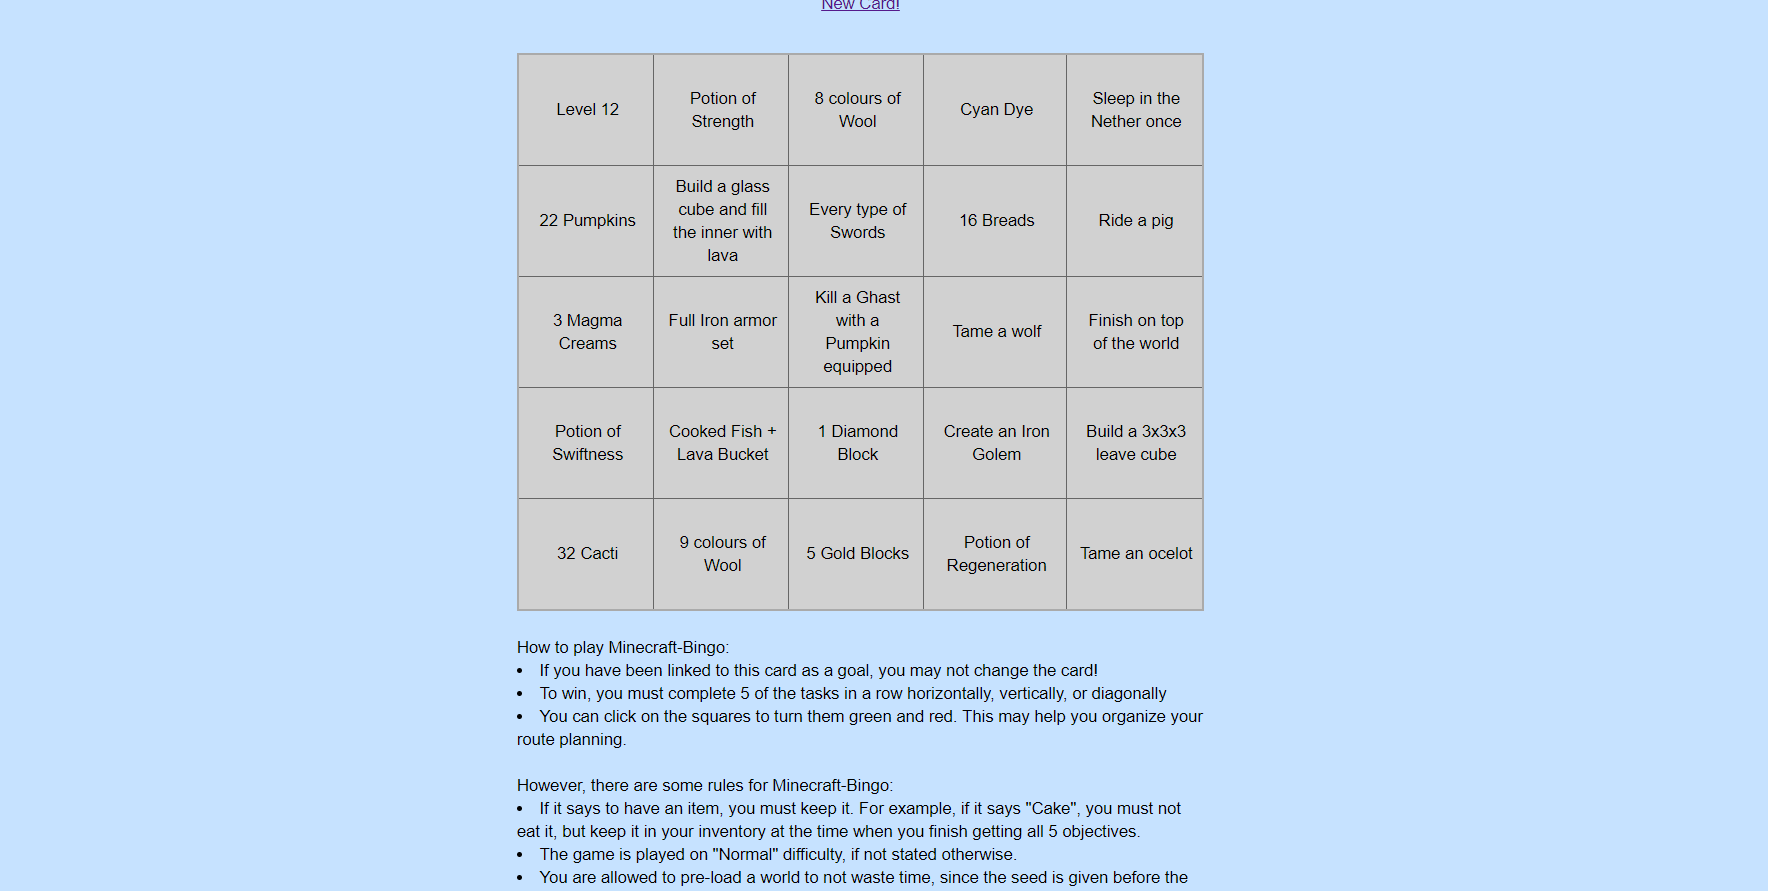 New Card!
Level 12
Potion of
Strength
8 colours of
Wool
Cyan Dye
Sleep in the
Nether once
22 Pumpkins
Build a glass
cube and fill
the inner with
lava
Every type of
Swords
16 Breads
Ride a pig
3 Magma
Creams
Full Iron armor
set
Kill a Ghast
with a
Pumpkin
equipped
Tame a wolf
Finish on top
of the world
Potion of
Swiftness
Cooked Fish +
Lava Bucket
1 Diamond
Block
Create an Iron
Golem
Build a 3x3x3
leave cube
32 Cacti
9 colours of
Wool
5 Gold Blocks
Potion of
Regeneration
Tame an ocelot
How to play Minecraft-Bingo:
• If you have been linked to this card as a goal, you may not change the card!
• To win, you must complete 5 of the tasks in a row horizontally, vertically, or diagonally
• You can click on the squares to turn them green and red. This may help you organize your
route planning.
However, there are some rules for Minecraft-Bingo:
• If it says to have an item, you must keep it. For example, if it says "Cake", you must not
eat it, but keep it in your inventory at the time when you finish getting all 5 objectives.
• The game is played on "Normal" difficulty, if not stated otherwise.
• You are allowed to pre-load a world to not waste time, since the seed is given before the